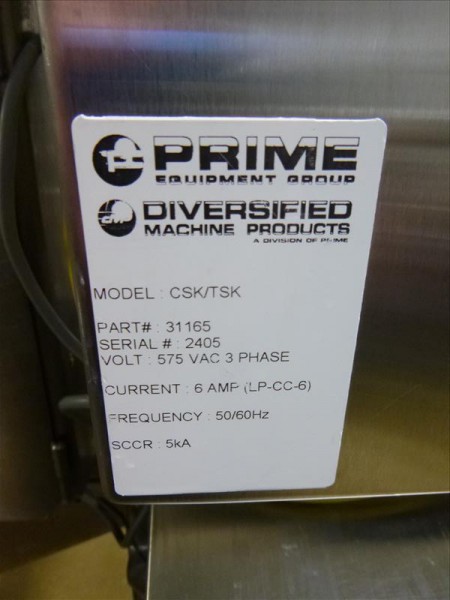 PRIME
EQUIPMENT GROUP
DIVERSIFIED
MACHINE PRODUCTS
A DIVISION OF PRIME
MODEL : CSK/TSK
PART# : 31165
SERIAL # : 2405
VOLT : 575 VAC 3 PHASE
CURRENT : 6 AMP (LP-CC-6)
FREQUENCY : 50/60Hz
SCCR : 5kA